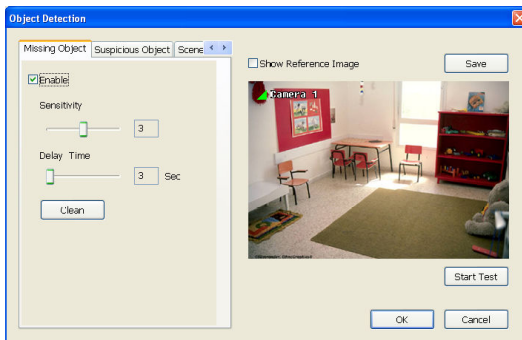 Object Detection
Missing Object
Suspicious Object
Scene
Enable
Sensitivity
3
Delay Time
3 Sec
Clean
Show Reference Image
Save
Camera 1
Start Test
OK
Cancel